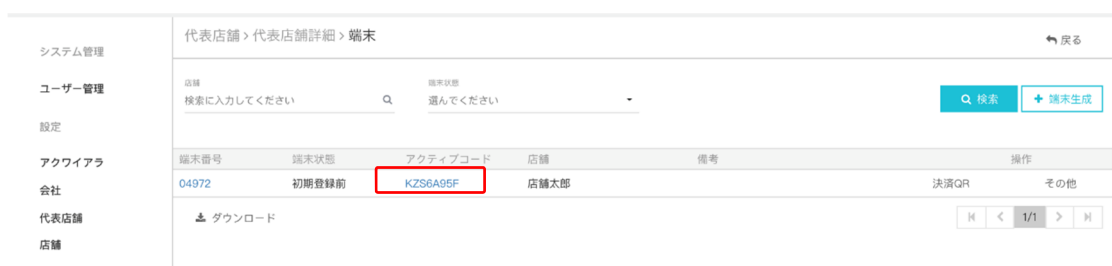 代表店舗 › 代表店舗詳細 › 端末
戻る
システム管理
ユーザー管理
設定
アクワイアラ
会社
代表店舗
店舗
店舗
検索に入力してください
端末状態
選んでください
検索
+ 端末生成
端末番号 端末状態 アクティブコード 店舗 備考 操作
04972 初期登録前 KZS6A95F 店舗太郎 決済QR その他
ダウンロード
1/1